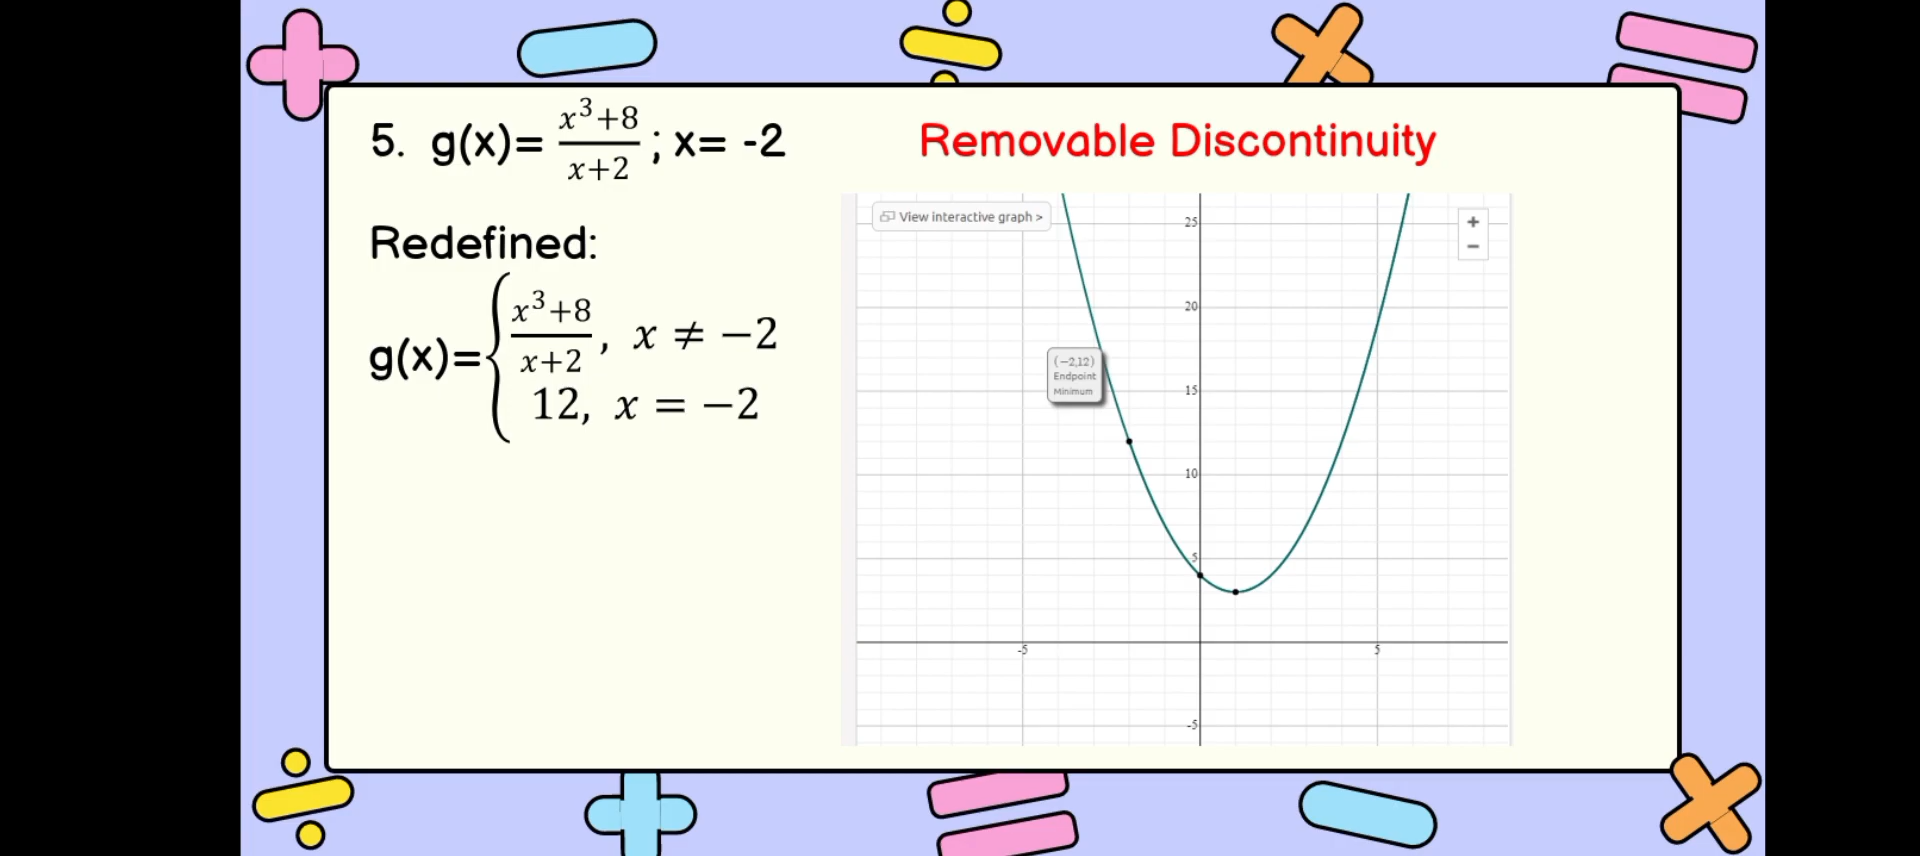 5. g(x)= x³+8 / x+2 ; x= -2
Removable Discontinuity
Redefined:
g(x)= { x³+8 / x+2 , x ≠ −2
12, x = −2
View interactive graph >
+
−
25
20
15
10
5
-5
5
-5
(−2,12)
Endpoint
Minimum